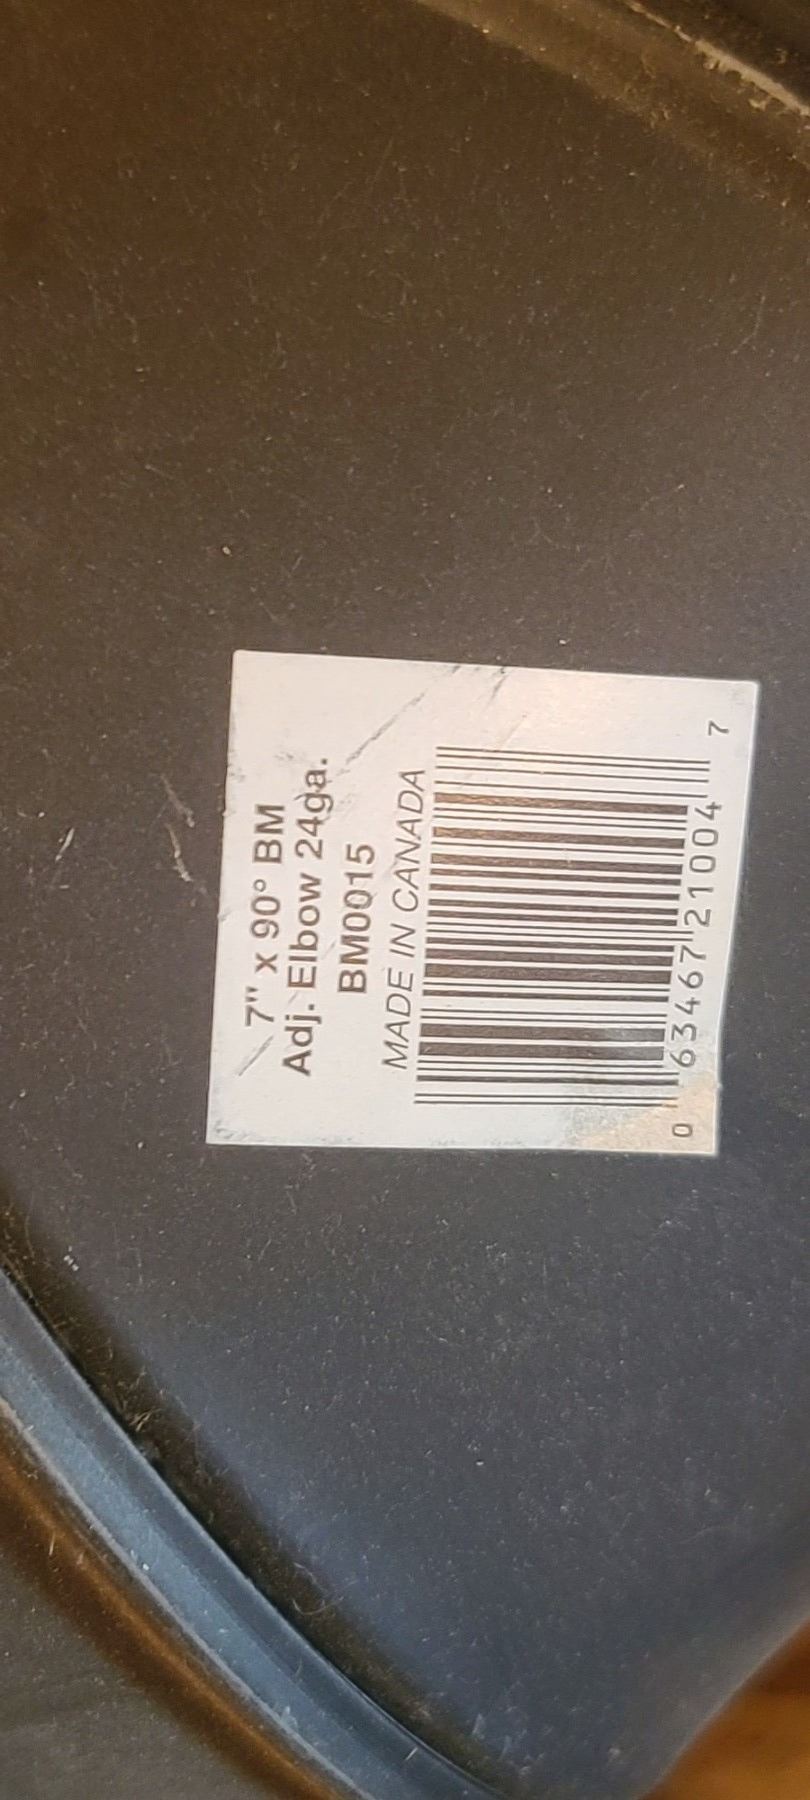 7" x 90° BM
Adj. Elbow 24ga.
BM0015
MADE IN CANADA
0 63467 21004 7